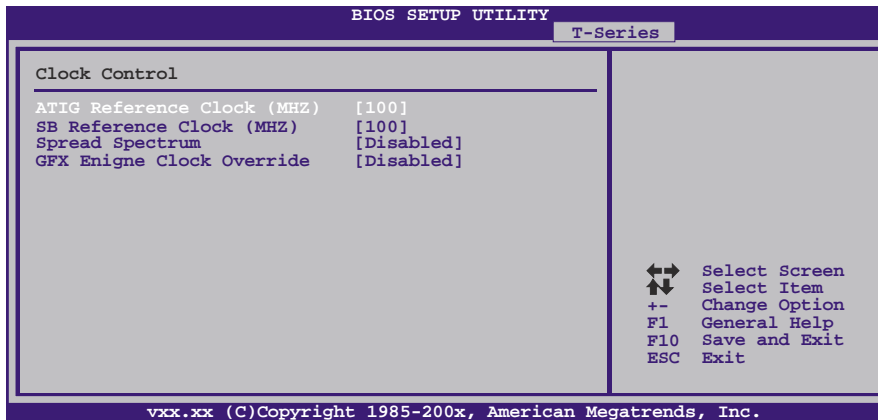 BIOS SETUP UTILITY
T-Series
Clock Control
ATIG Reference Clock (MHZ) [100]
SB Reference Clock (MHZ) [100]
Spread Spectrum [Disabled]
GFX Enigne Clock Override [Disabled]
Select Screen
Select Item
+- Change Option
F1 General Help
F10 Save and Exit
ESC Exit
vxx.xx (C)Copyright 1985-200x, American Megatrends, Inc.